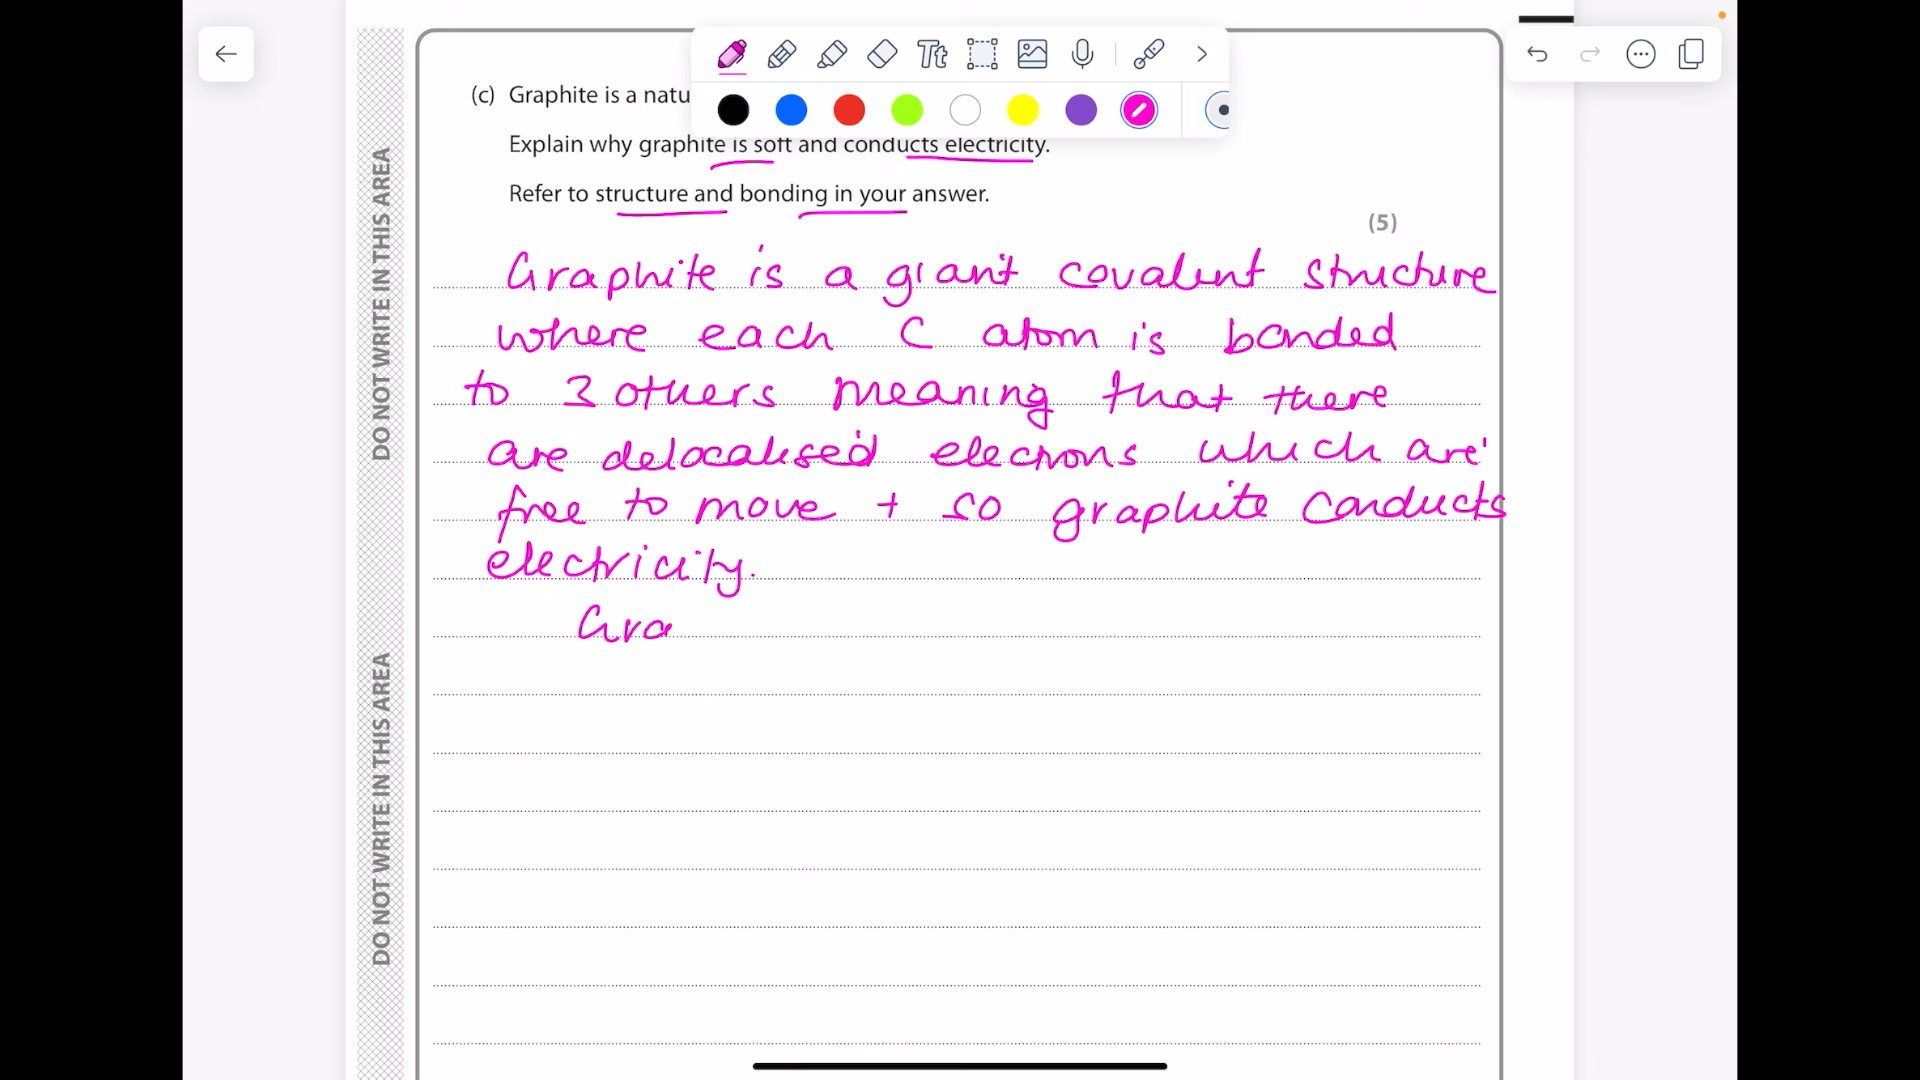 (c) Graphite is a natu
Tt
Explain why graphite is soft and conducts electricity.
Refer to structure and bonding in your answer.
(5)
Graphite is a giant covalent structure
where each C atom is bonded
to 3 others meaning that there
are delocalised elecrons which are
free to move + so graphite conducts
electricity.
Gra
DO NOT WRITE IN THIS AREA
DO NOT WRITE IN THIS AREA